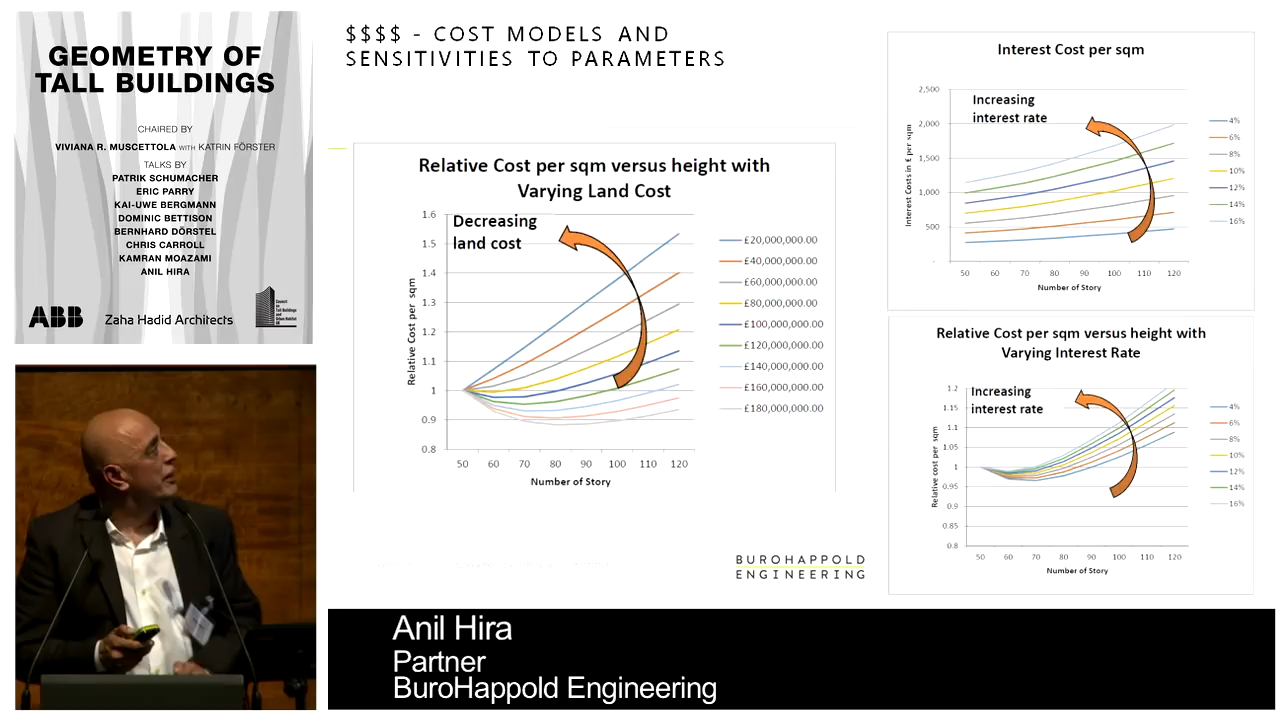 GEOMETRY OF
TALL BUILDINGS
CHAIRED BY
VIVIANA R. MUSCETTOLA WITH KATRIN FÖRSTER
TALKS BY
PATRIK SCHUMACHER
ERIC PARRY
KAI-UWE BERGMANN
DOMINIC BETTISON
BERNHARD DÖRSTEL
CHRIS CARROLL
KAMRAN MOAZAMI
ANIL HIRA
ABB
Zaha Hadid Architects
Council
on
Tall Buildings
and
Urban Habitat
UK
$$$$ - COST MODELS AND
SENSITIVITIES TO PARAMETERS
Relative Cost per sqm versus height with
Varying Land Cost
Decreasing
land cost
Relative Cost per sqm
1.6
1.5
1.4
1.3
1.2
1.1
1
0.9
0.8
50 60 70 80 90 100 110 120
Number of Story
£20,000,000.00
£40,000,000.00
£60,000,000.00
£80,000,000.00
£100,000,000.00
£120,000,000.00
£140,000,000.00
£160,000,000.00
£180,000,000.00
BUROHAPPOLD
ENGINEERING
Interest Cost per sqm
Increasing
interest rate
Interest Costs in £ per sqm
2,500
2,000
1,500
1,000
500
-
50 60 70 80 90 100 110 120
Number of Story
4%
6%
8%
10%
12%
14%
16%
Relative Cost per sqm versus height with
Varying Interest Rate
Increasing
interest rate
Relative cost per sqm
1.2
1.15
1.1
1.05
1
0.95
0.9
0.85
0.8
50 60 70 80 90 100 110 120
Number of Story
4%
6%
8%
10%
12%
14%
16%
Anil Hira
Partner
BuroHappold Engineering